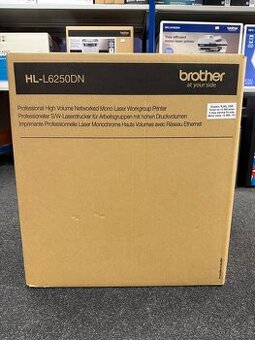 HL-L6250DN
brother
at your side
Professional High Volume Networked Mono Laser Workgroup Printer
Professioneller S/W-Laserdrucker für Arbeitsgruppen mit hohen Druckvolumen
Imprimante Professionnelle Laser Monochrome Hauts Volumes avec Réseau Ethernet